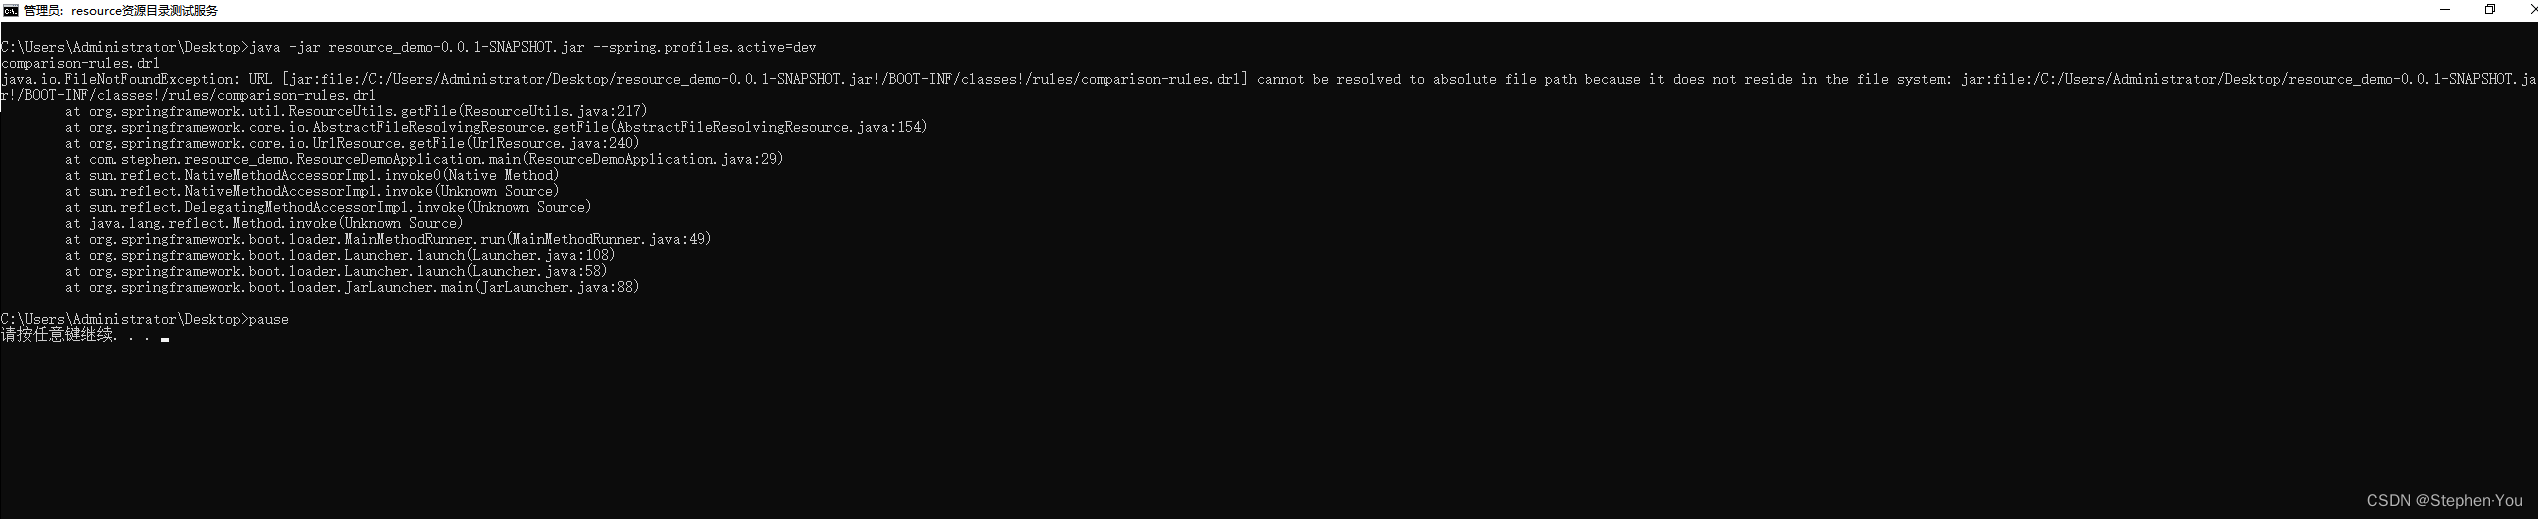 管理员: resource资源目录测试服务
C:\Users\Administrator\Desktop>java -jar resource_demo-0.0.1-SNAPSHOT.jar --spring.profiles.active=dev
comparison-rules.drl
java.io.FileNotFoundException: URL [jar:file:/C:/Users/Administrator/Desktop/resource_demo-0.0.1-SNAPSHOT.jar!/BOOT-INF/classes!/rules/comparison-rules.drl] cannot be resolved to absolute file path because it does not reside in the file system: jar:file:/C:/Users/Administrator/Desktop/resource_demo-0.0.1-SNAPSHOT.ja
r!/BOOT-INF/classes!/rules/comparison-rules.drl
at org.springframework.util.ResourceUtils.getFile(ResourceUtils.java:217)
at org.springframework.core.io.AbstractFileResolvingResource.getFile(AbstractFileResolvingResource.java:154)
at org.springframework.core.io.UrlResource.getFile(UrlResource.java:240)
at com.stephen.resource_demo.ResourceDemoApplication.main(ResourceDemoApplication.java:29)
at sun.reflect.NativeMethodAccessorImpl.invoke0(Native Method)
at sun.reflect.NativeMethodAccessorImpl.invoke(Unknown Source)
at sun.reflect.DelegatingMethodAccessorImpl.invoke(Unknown Source)
at java.lang.reflect.Method.invoke(Unknown Source)
at org.springframework.boot.loader.MainMethodRunner.run(MainMethodRunner.java:49)
at org.springframework.boot.loader.Launcher.launch(Launcher.java:108)
at org.springframework.boot.loader.Launcher.launch(Launcher.java:58)
at org.springframework.boot.loader.JarLauncher.main(JarLauncher.java:88)
C:\Users\Administrator\Desktop>pause
请按任意键继续. . .
CSDN @Stephen·You